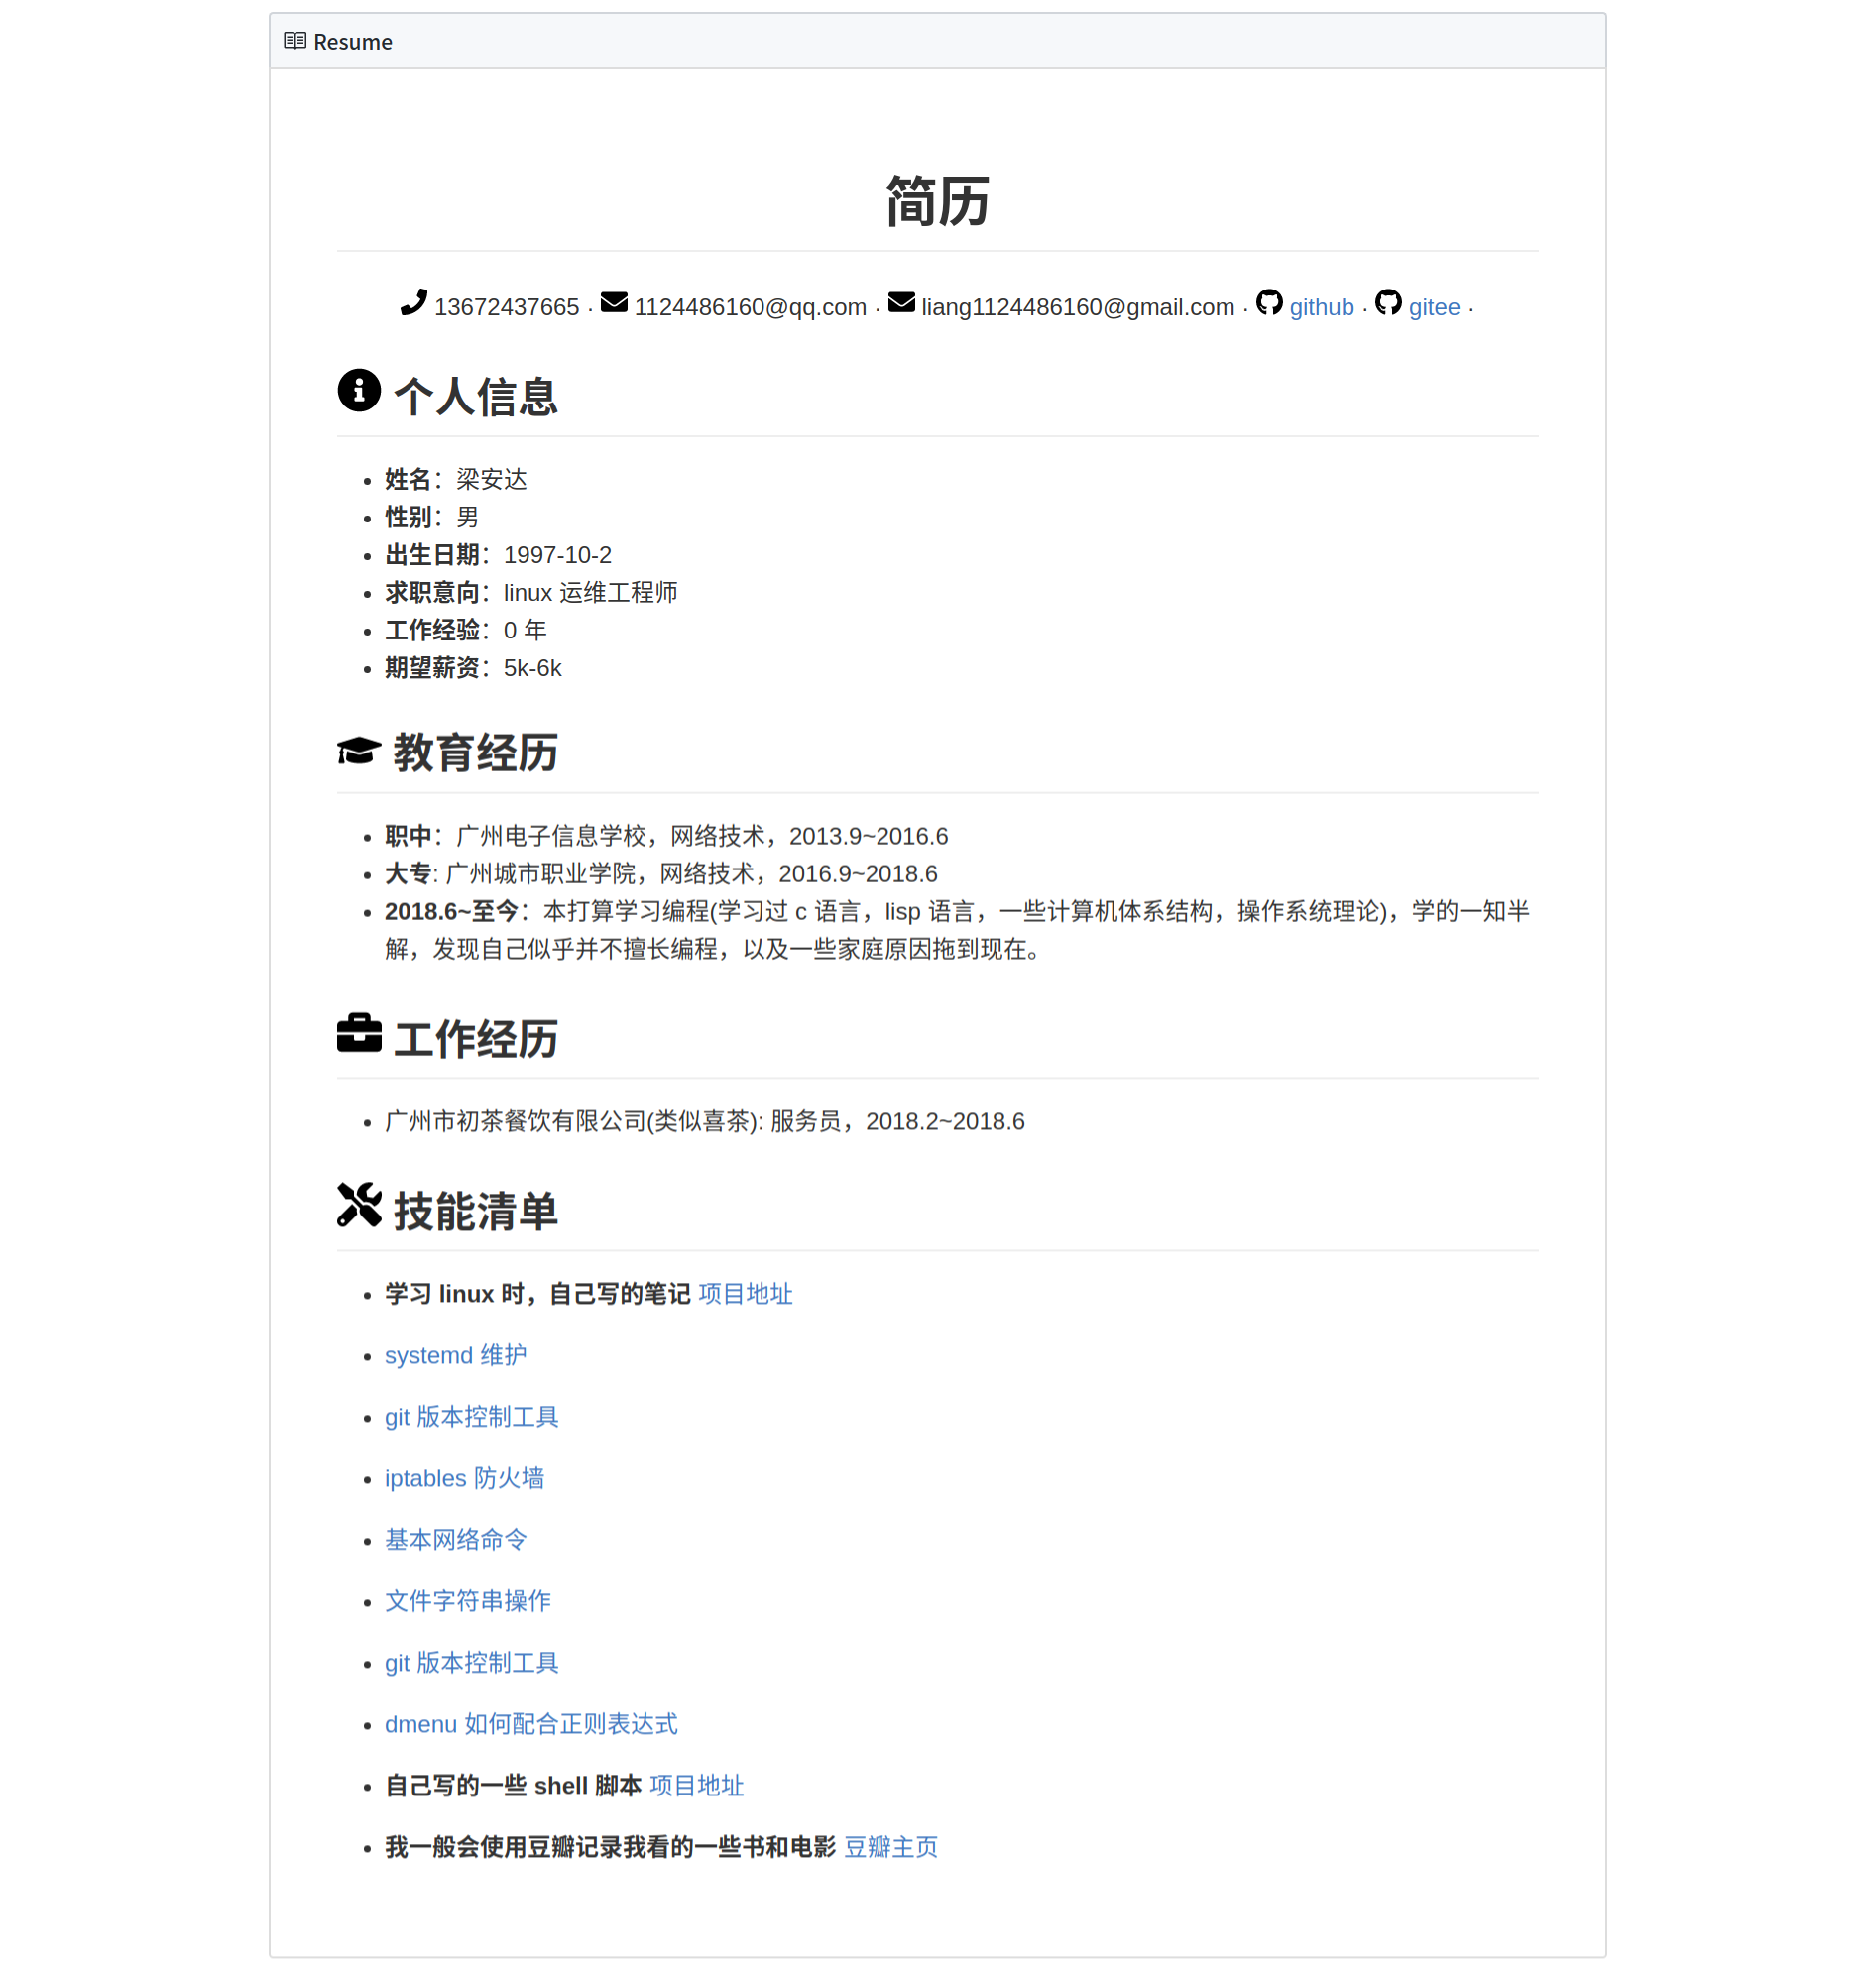 Resume
简历
13672437665 · 1124486160@qq.com · liang1124486160@gmail.com · github · gitee ·
个人信息
姓名：梁安达
性别：男
出生日期：1997-10-2
求职意向：linux 运维工程师
工作经验：0 年
期望薪资：5k-6k
教育经历
职中：广州电子信息学校，网络技术，2013.9~2016.6
大专: 广州城市职业学院，网络技术，2016.9~2018.6
2018.6~至今：本打算学习编程(学习过 c 语言，lisp 语言，一些计算机体系结构，操作系统理论)，学的一知半
解，发现自己似乎并不擅长编程，以及一些家庭原因拖到现在。
工作经历
广州市初茶餐饮有限公司(类似喜茶): 服务员，2018.2~2018.6
技能清单
学习 linux 时，自己写的笔记 项目地址
systemd 维护
git 版本控制工具
iptables 防火墙
基本网络命令
文件字符串操作
git 版本控制工具
dmenu 如何配合正则表达式
自己写的一些 shell 脚本 项目地址
我一般会使用豆瓣记录我看的一些书和电影 豆瓣主页